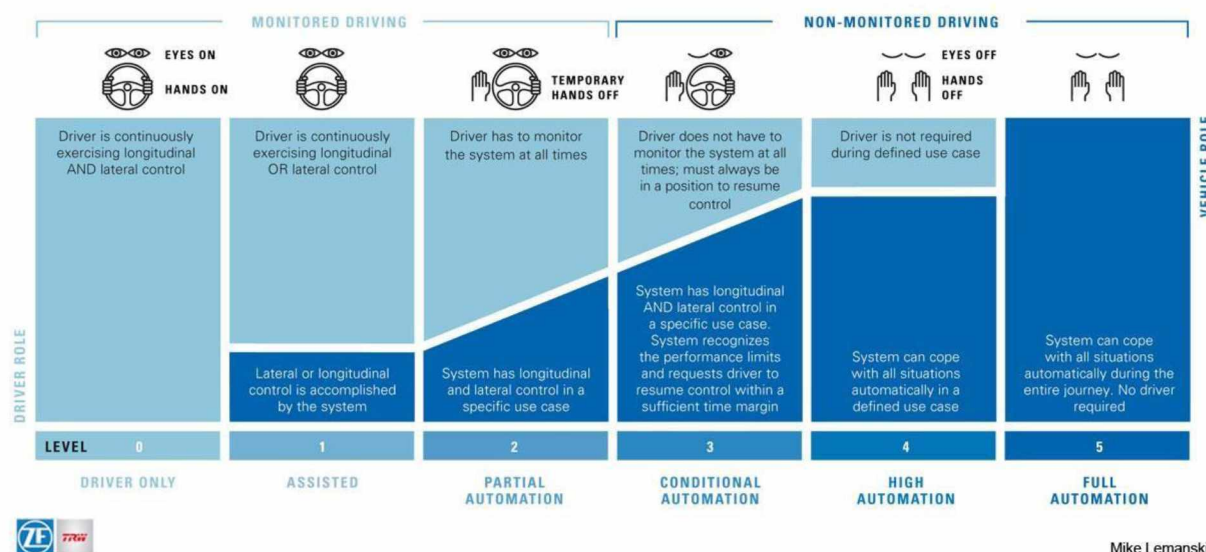 MONITORED DRIVING
NON-MONITORED DRIVING
EYES ON
HANDS ON
TEMPORARY
HANDS OFF
EYES OFF
HANDS
OFF
Driver is continuously
exercising longitudinal
AND lateral control
Driver is continuously
exercising longitudinal
OR lateral control
Driver has to monitor
the system at all times
Driver does not have to
monitor the system at all
times; must always be
in a position to resume
control
Driver is not required
during defined use case
VEHICLE ROLE
DRIVER ROLE
Lateral or longitudinal
control is accomplished
by the system
System has longitudinal
and lateral control in a
specific use case
System has longitudinal
AND lateral control in
a specific use case.
System recognizes
the performance limits
and requests driver to
resume control within a
sufficient time margin
System can cope
with all situations
automatically in a
defined use case
System can cope
with all situations
automatically during the
entire journey. No driver
required
LEVEL 0 1 2 3 4 5
DRIVER ONLY
ASSISTED
PARTIAL
AUTOMATION
CONDITIONAL
AUTOMATION
HIGH
AUTOMATION
FULL
AUTOMATION
ZF TRW
Mike Lemanski